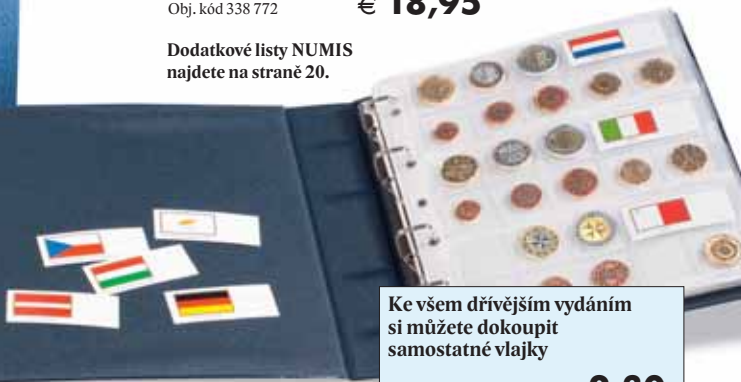 Obj. kód 338 772
€ 18,95
Dodatkové listy NUMIS
najdete na straně 20.
Ke všem dřívějším vydáním
si můžete dokoupit
samostatné vlajky